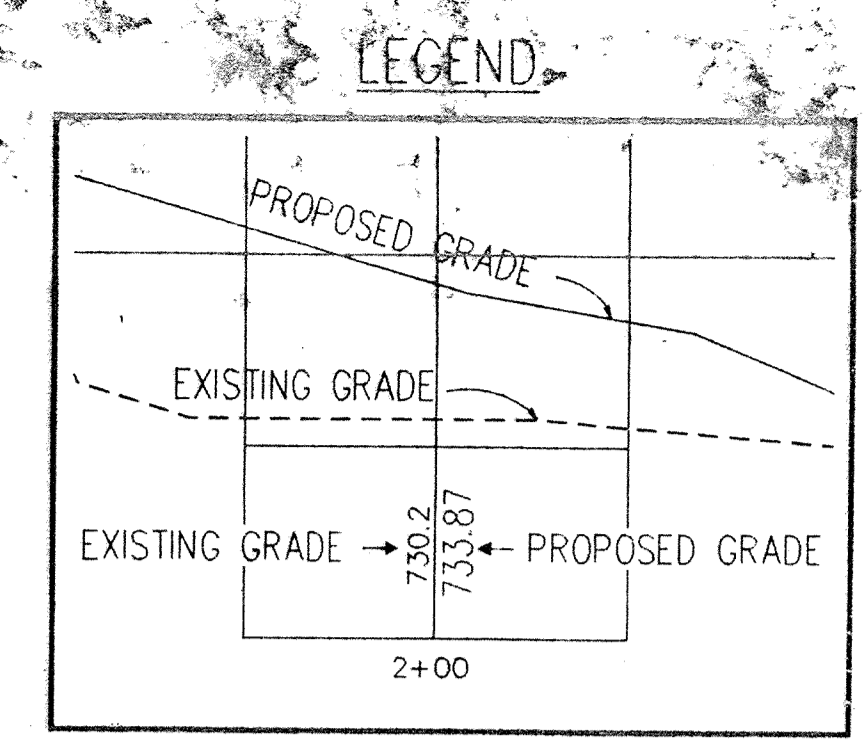 LEGEND
PROPOSED GRADE
EXISTING GRADE
EXISTING GRADE
730.2
733.87
PROPOSED GRADE
2+00